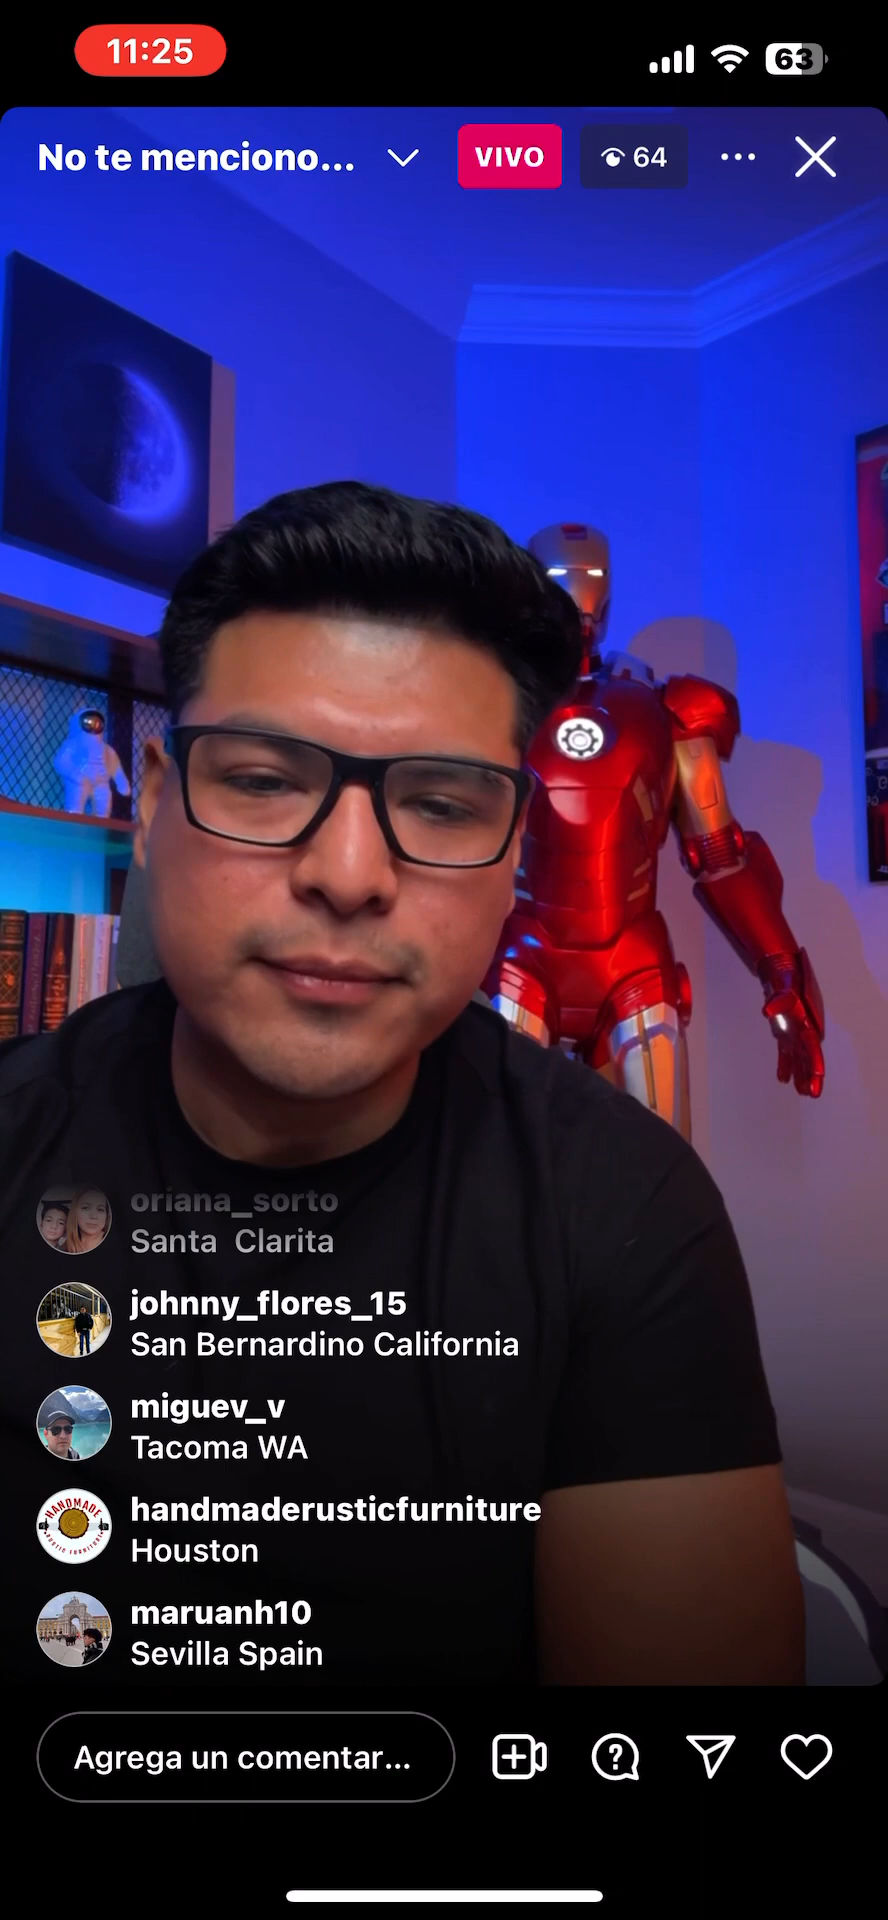 11:25
63
No te menciono...
VIVO
64
oriana_sorto
Santa  Clarita
johnny_flores_15
San Bernardino California
miguev_v
Tacoma WA
HANDMADE
handmaderusticfurniture
Houston
maruanh10
Sevilla Spain
Agrega un comentar...